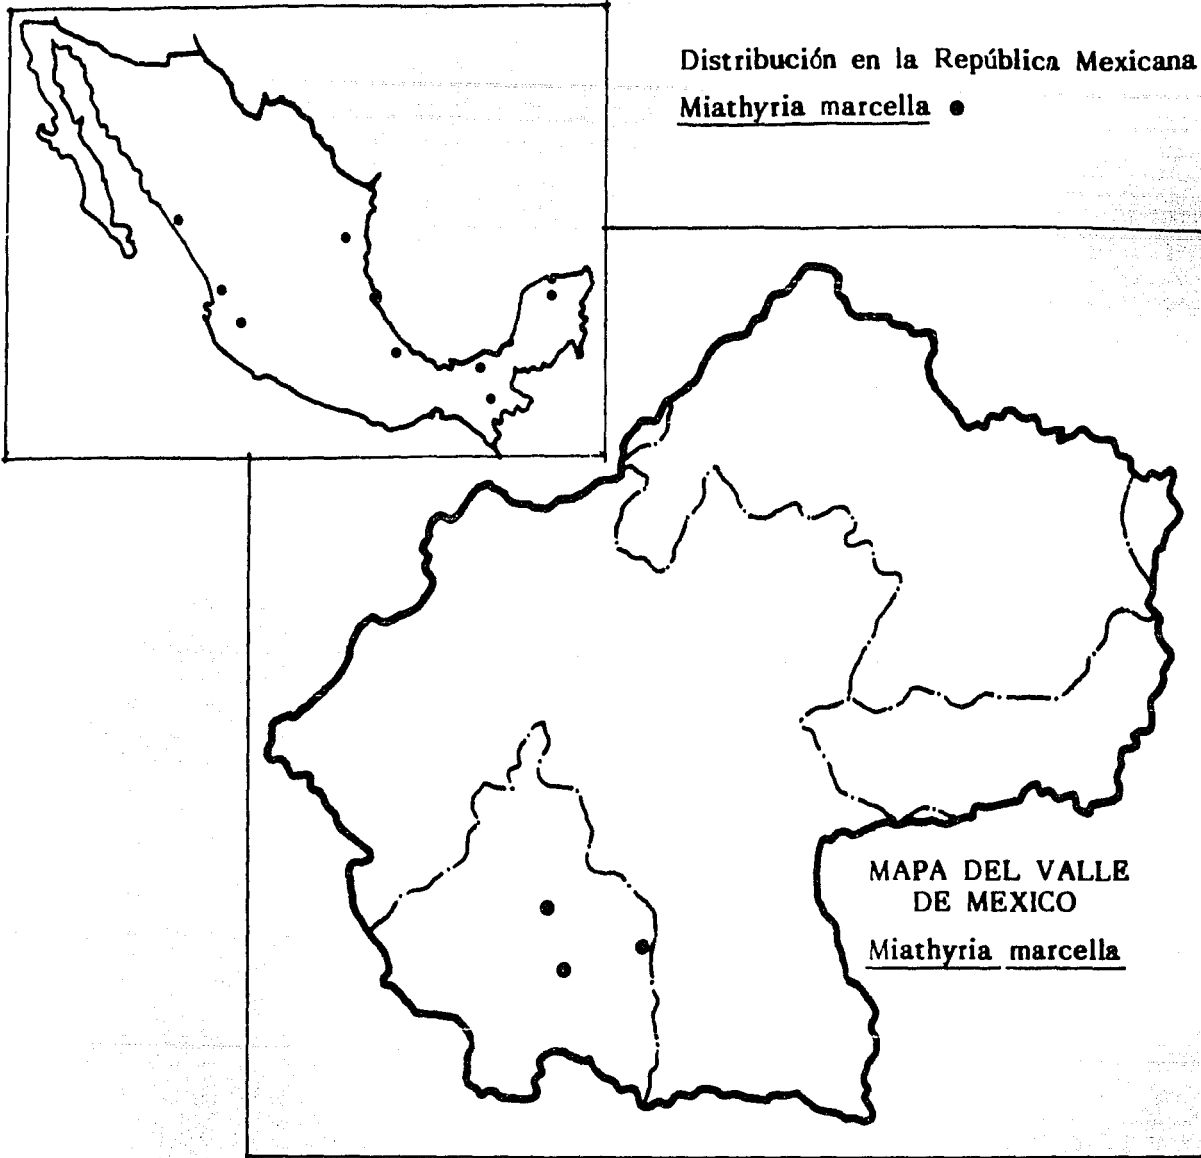 Distribución en la República Mexicana
Miathyria marcella
MAPA DEL VALLE
DE MEXICO
Miathyria marcella